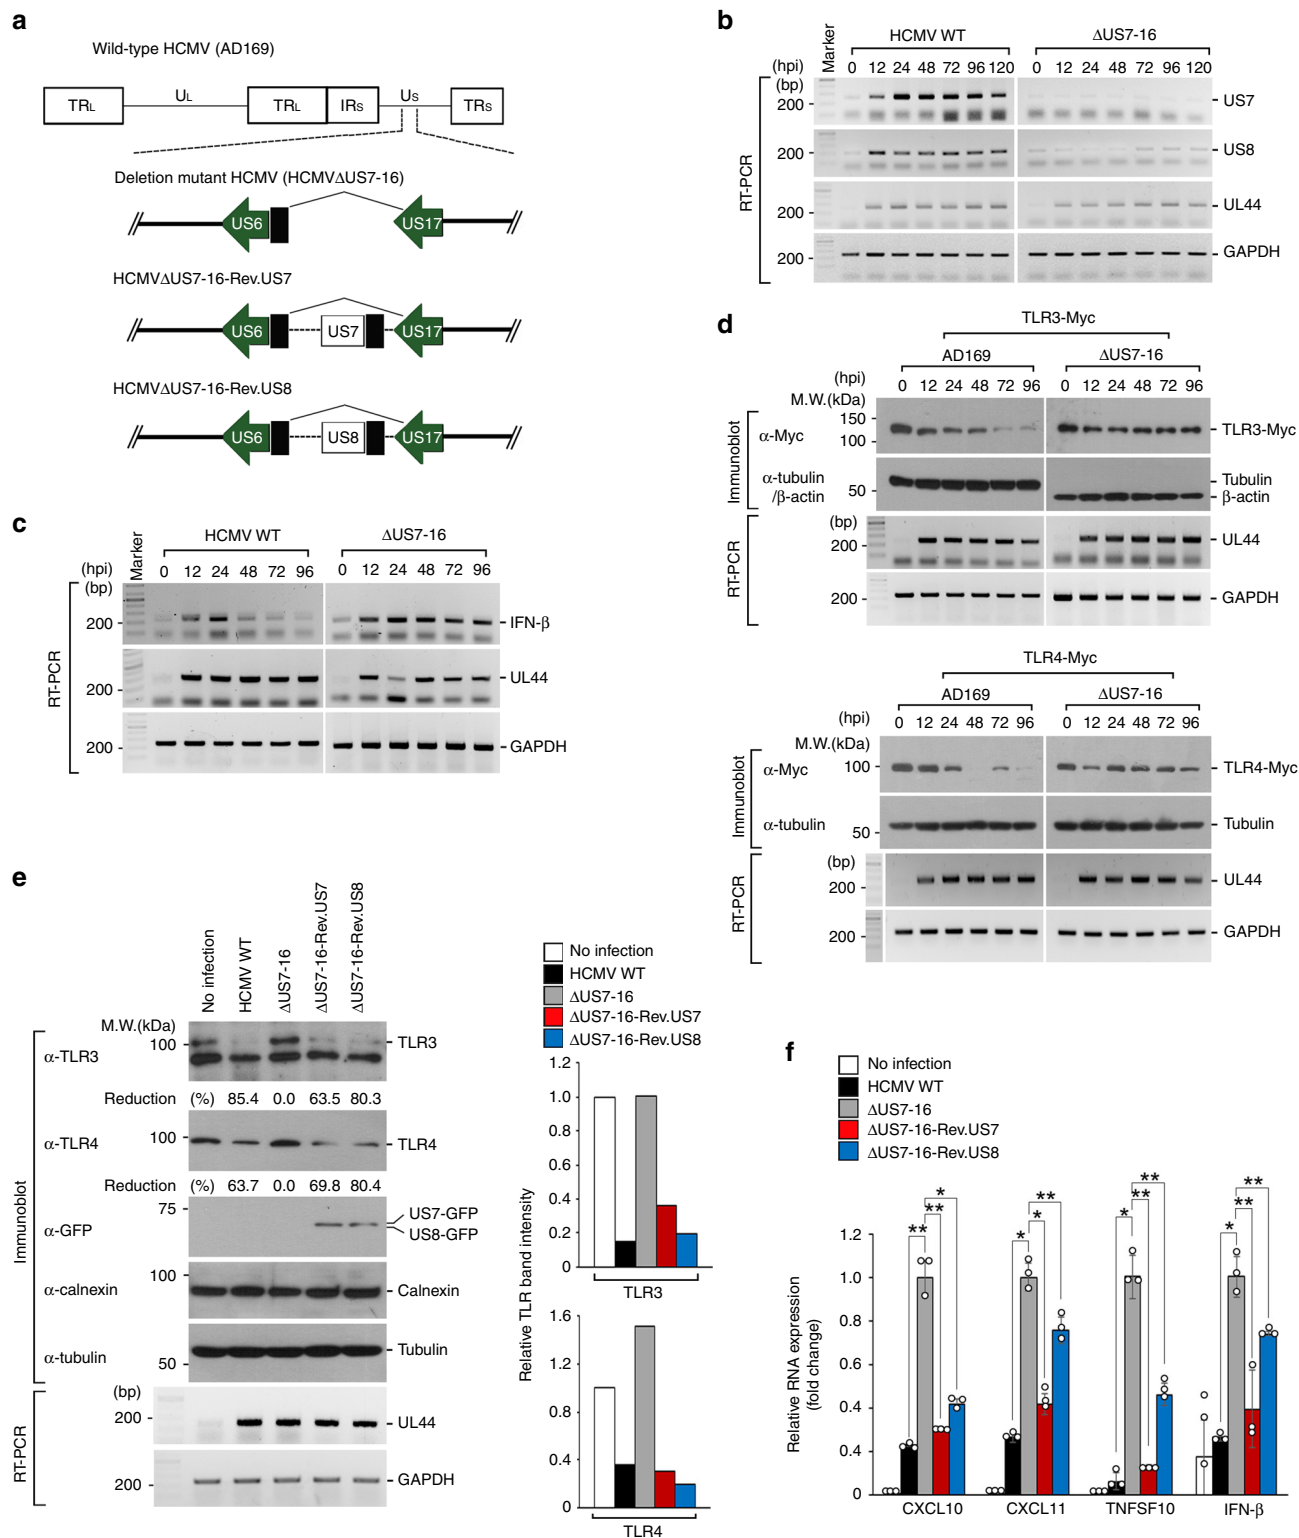 a
Wild-type HCMV (AD169)
TRL
UL
TRL
IRS
US
TRS
Deletion mutant HCMV (HCMVΔUS7-16)
US6
US17
HCMVΔUS7-16-Rev.US7
US6
US7
US17
HCMVΔUS7-16-Rev.US8
US6
US8
US17
b
Marker
HCMV WT
ΔUS7-16
(hpi) 0 12 24 48 72 96 120 0 12 24 48 72 96 120
(bp)
RT-PCR
200
US7
200
US8
200
UL44
200
GAPDH
c
Marker
HCMV WT
ΔUS7-16
(hpi) 0 12 24 48 72 96 0 12 24 48 72 96
(bp)
RT-PCR
200
IFN-β
200
UL44
200
GAPDH
d
TLR3-Myc
AD169
ΔUS7-16
(hpi) 0 12 24 48 72 96 0 12 24 48 72 96
M.W.(kDa)
Immunoblot
α-Myc
150
100
TLR3-Myc
α-tubulin
/β-actin
50
Tubulin
β-actin
RT-PCR
(bp)
200
UL44
200
GAPDH
TLR4-Myc
AD169
ΔUS7-16
(hpi) 0 12 24 48 72 96 0 12 24 48 72 96
M.W.(kDa)
Immunoblot
α-Myc
100
TLR4-Myc
α-tubulin
50
Tubulin
RT-PCR
(bp)
200
UL44
200
GAPDH
e
No infection
HCMV WT
ΔUS7-16
ΔUS7-16-Rev.US7
ΔUS7-16-Rev.US8
M.W.(kDa)
Immunoblot
α-TLR3
100
TLR3
Reduction (%) 85.4 0.0 63.5 80.3
α-TLR4
100
TLR4
Reduction (%) 63.7 0.0 69.8 80.4
α-GFP
75
US7-GFP
US8-GFP
α-calnexin
100
Calnexin
α-tubulin
50
Tubulin
RT-PCR
(bp)
200
UL44
200
GAPDH
No infection
HCMV WT
ΔUS7-16
ΔUS7-16-Rev.US7
ΔUS7-16-Rev.US8
Relative TLR band intensity
1.2
1.0
0.8
0.6
0.4
0.2
0
TLR3
1.6
1.2
0.8
0.4
0
TLR4
f
No infection
HCMV WT
ΔUS7-16
ΔUS7-16-Rev.US7
ΔUS7-16-Rev.US8
Relative RNA expression
(fold change)
1.2
1.0
0.8
0.6
0.4
0.4
0
** ** *
* * **
* ** **
* ** **
CXCL10 CXCL11 TNFSF10 IFN-β